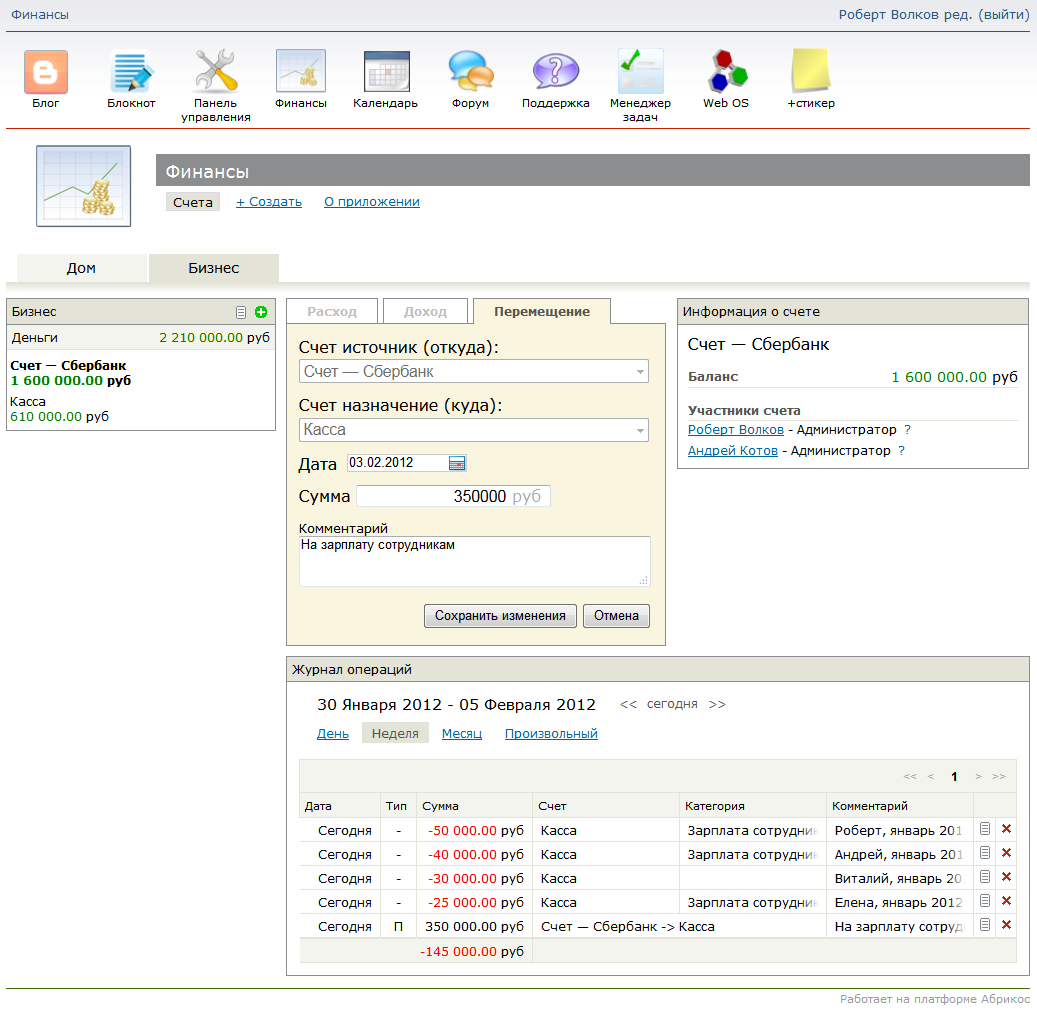 Финансы
Роберт Волков ред. (выйти)
Блог
Блокнот
Панель управления
Финансы
Календарь
Форум
Поддержка
Менеджер задач
Web OS
+стикер
Финансы
Счета + Создать О приложении
Дом Бизнес
Бизнес
Деньги 2 210 000.00 руб
Счет — Сбербанк
1 600 000.00 руб
Касса
610 000.00 руб
Расход Доход Перемещение
Счет источник (откуда):
Счет — Сбербанк
Счет назначение (куда):
Касса
Дата 03.02.2012
Сумма 350000 руб
Комментарий
На зарплату сотрудникам
Сохранить изменения Отмена
Информация о счете
Счет — Сбербанк
Баланс 1 600 000.00 руб
Участники счета
Роберт Волков - Администратор ?
Андрей Котов - Администратор ?
Журнал операций
30 Января 2012 - 05 Февраля 2012 << сегодня >>
День Неделя Месяц Произвольный
<< < 1 > >>
Дата Тип Сумма Счет Категория Комментарий
Сегодня - -50 000.00 руб Касса Зарплата сотрудник Роберт, январь 201
Сегодня - -40 000.00 руб Касса Зарплата сотрудник Андрей, январь 201
Сегодня - -30 000.00 руб Касса Виталий, январь 20
Сегодня - -25 000.00 руб Касса Зарплата сотрудник Елена, январь 2012
Сегодня П 350 000.00 руб Счет — Сбербанк -> Касса На зарплату сотруд
-145 000.00 руб
Работает на платформе Абрикос